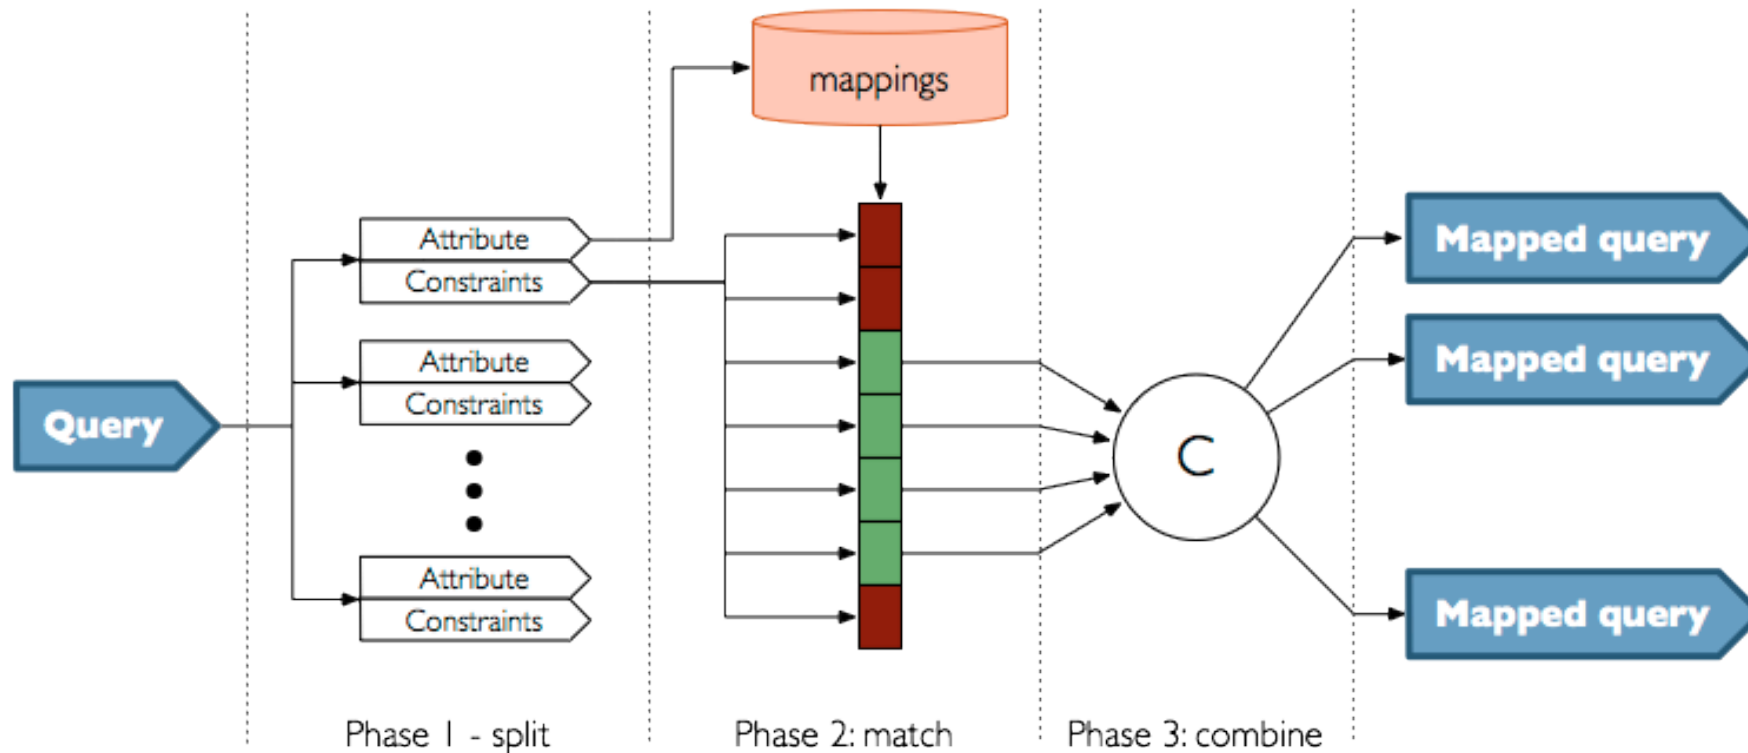 mappings
Attribute
Constraints
Attribute
Constraints
Attribute
Constraints
Query
C
Mapped query
Mapped query
Mapped query
Phase 1 - split
Phase 2: match
Phase 3: combine